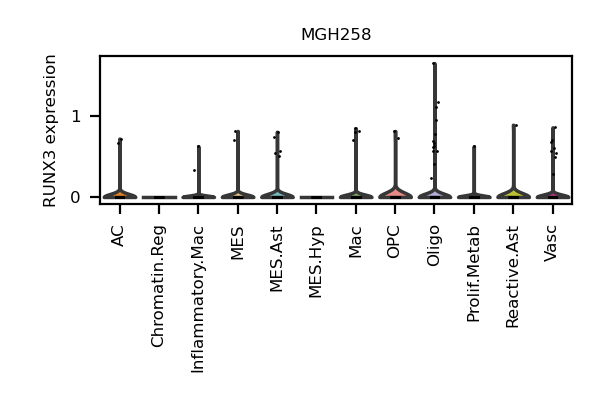 MGH258
RUNX3 expression
1
0
AC
Chromatin.Reg
Inflammatory.Mac
MES
MES.Ast
MES.Hyp
Mac
OPC
Oligo
Prolif.Metab
Reactive.Ast
Vasc